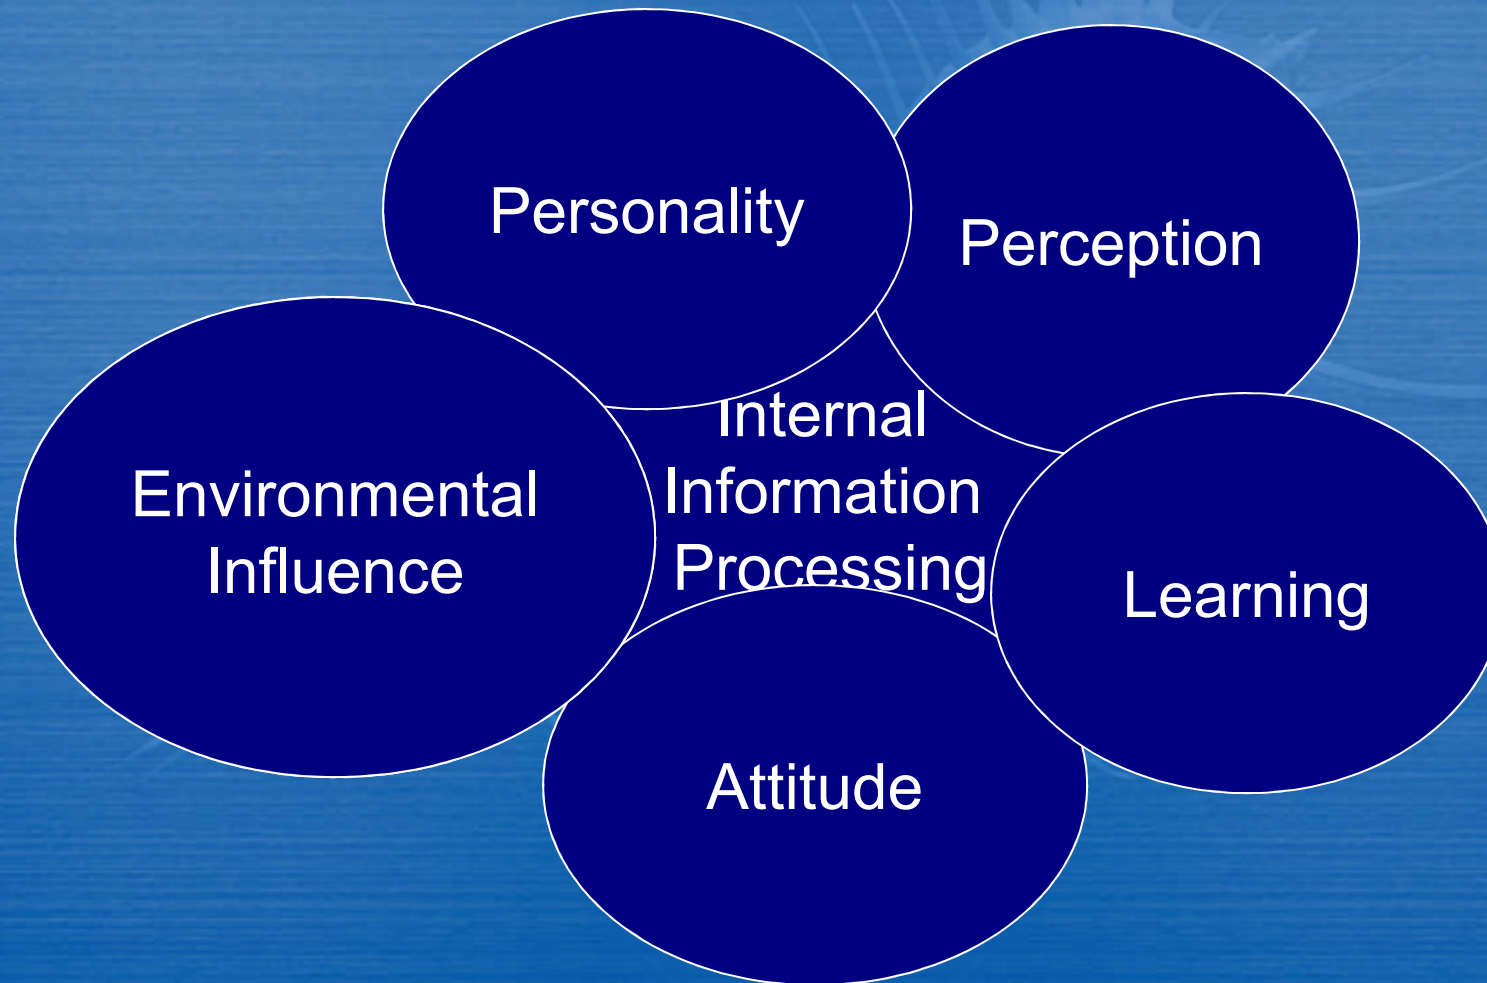 Personality
Perception
Internal
Information
Processing
Environmental
Influence
Learning
Attitude